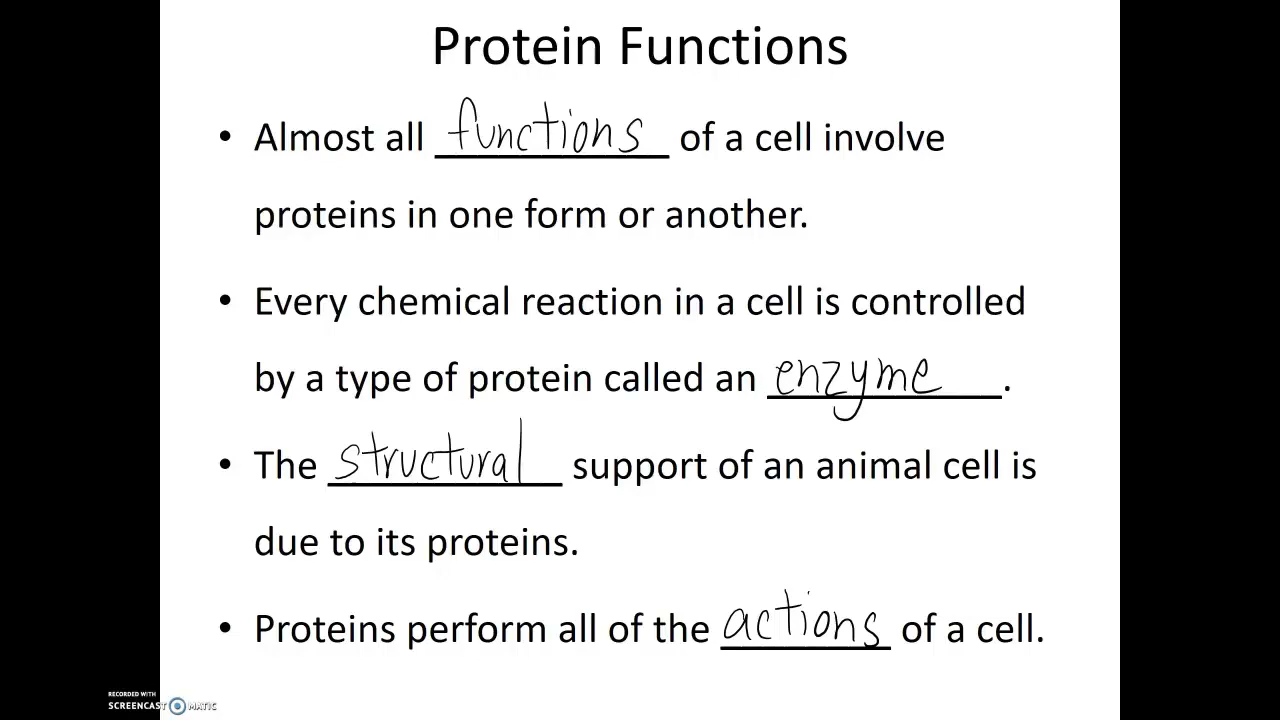 Protein Functions
• Almost all functions of a cell involve
proteins in one form or another.
• Every chemical reaction in a cell is controlled
by a type of protein called an enzyme.
• The structural support of an animal cell is
due to its proteins.
• Proteins perform all of the actions of a cell.
RECORDED WITH
SCREENCAST MATIC